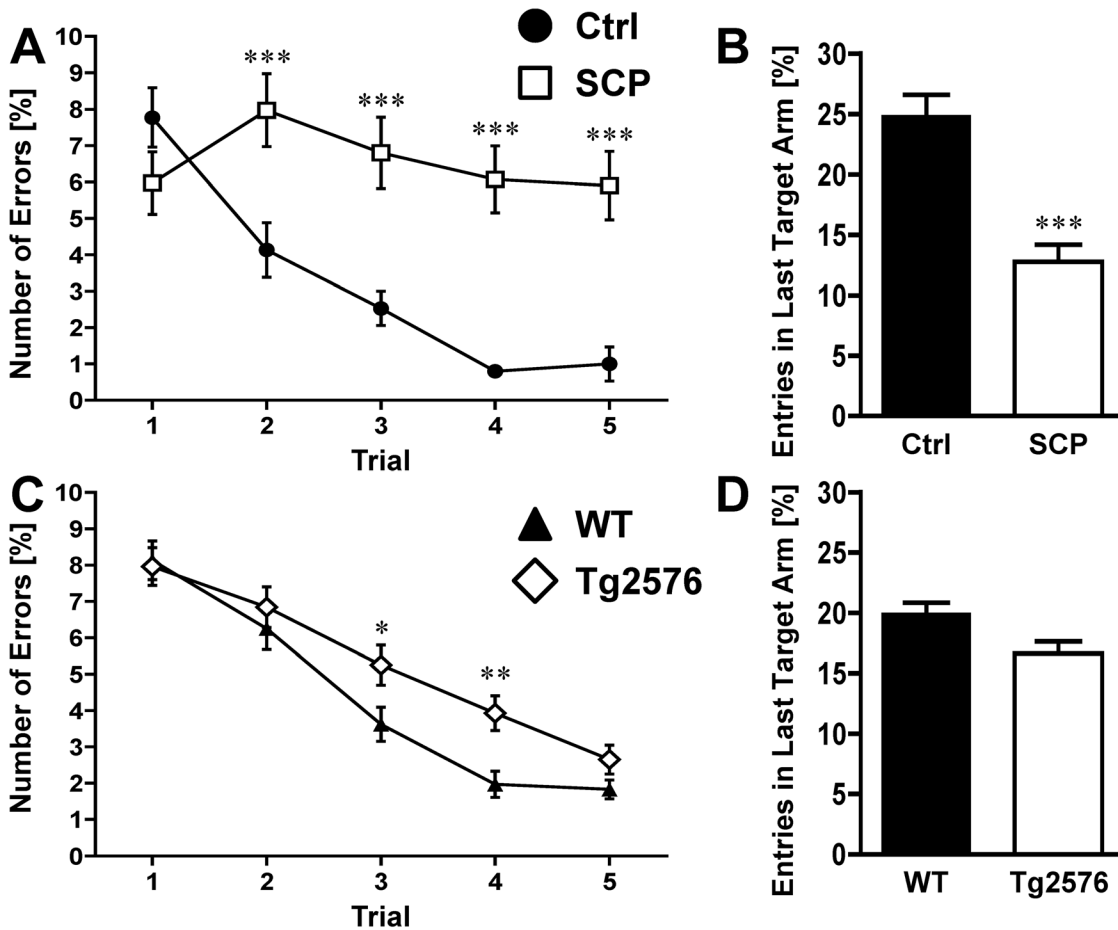 A
Ctrl
SCP
Number of Errors [%]
10
9
8
7
6
5
4
3
2
1
0
***
***
***
***
1 2 3 4 5
Trial
B
Entries in Last Target Arm [%]
30
25
20
15
10
5
0
***
Ctrl SCP
C
WT
Tg2576
Number of Errors [%]
10
9
8
7
6
5
4
3
2
1
0
*
**
1 2 3 4 5
Trial
D
Entries in Last Target Arm [%]
30
25
20
15
10
5
0
WT Tg2576